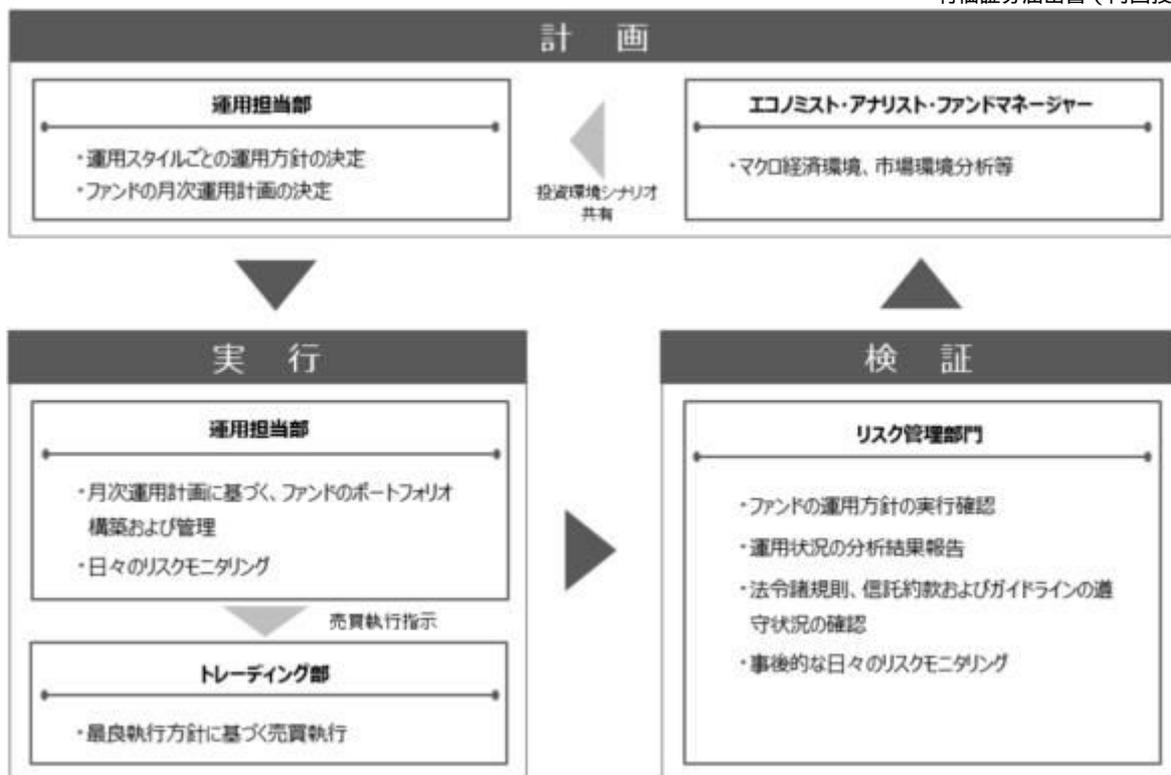 計 画
運用担当部
・運用スタイルごとの運用方針の決定
・ファンドの月次運用計画の決定
投資環境シナリオ
共有
エコノミスト・アナリスト・ファンドマネージャー
・マクロ経済環境、市場環境分析等
実 行
運用担当部
・月次運用計画に基づく、ファンドのポートフォリオ
構築および管理
・日々のリスクモニタリング
売買執行指示
トレーディング部
・最良執行方針に基づく売買執行
検 証
リスク管理部門
・ファンドの運用方針の実行確認
・運用状況の分析結果報告
・法令諸規則、信託約款およびガイドラインの遵
守状況の確認
・事後的な日々のリスクモニタリング